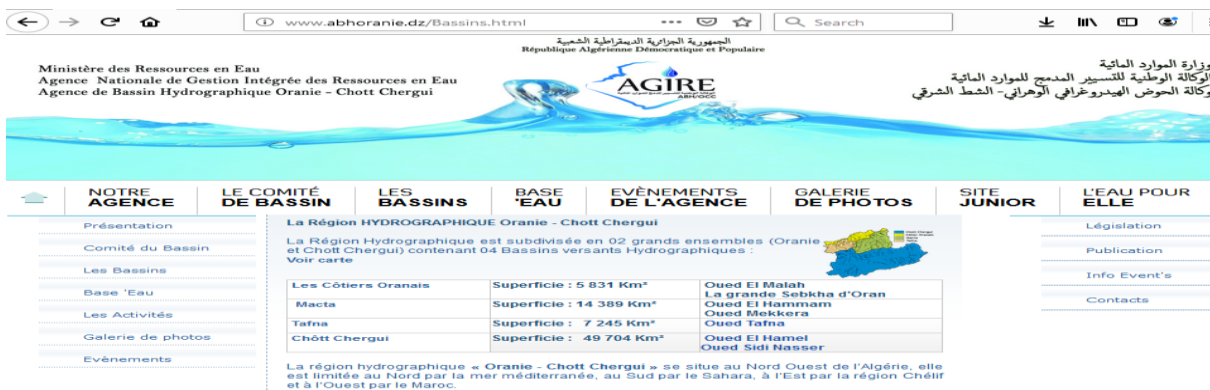 www.abhoranie.dz/Bassins.html
Search
الجمهورية الجزائرية الديمقراطية الشعبية
République Algérienne Démocratique et Populaire
Ministère des Ressources en Eau
Agence Nationale de Gestion Intégrée des Ressources en Eau
Agence de Bassin Hydrographique Oranie - Chott Chergui
AGIRE
ABH/OCC
وزارة الموارد المائية
الوكالة الوطنية للتسيير المدمج للموارد المائية
وكالة الحوض الهيدروغرافي الوهراني- الشط الشرقي
NOTRE AGENCE
LE COMITÉ DE BASSIN
LES BASSINS
BASE 'EAU
EVÈNEMENTS DE L'AGENCE
GALERIE DE PHOTOS
SITE JUNIOR
L'EAU POUR ELLE
Présentation
Comité du Bassin
Les Bassins
Base 'Eau
Les Activités
Galerie de photos
Evènements
La Région HYDROGRAPHIQUE Oranie - Chott Chergui
La Région Hydrographique est subdivisée en 02 grands ensembles (Oranie
et Chott Chergui) contenant 04 Bassins versants Hydrographiques :
Voir carte
Les Côtiers Oranais Superficie : 5 831 Km² Oued El Malah
La grande Sebkha d'Oran
Macta Superficie : 14 389 Km² Oued El Hammam
Oued Mekkera
Tafna Superficie : 7 245 Km² Oued Tafna
Chôtt Chergui Superficie : 49 704 Km² Oued El Hamel
Oued Sidi Nasser
La région hydrographique « Oranie - Chott Chergui » se situe au Nord Ouest de l'Algérie, elle
est limitée au Nord par la mer méditerranée, au Sud par le Sahara, à l'Est par la région Chélif
et à l'Ouest par le Maroc.
Législation
Publication
Info Event's
Contacts